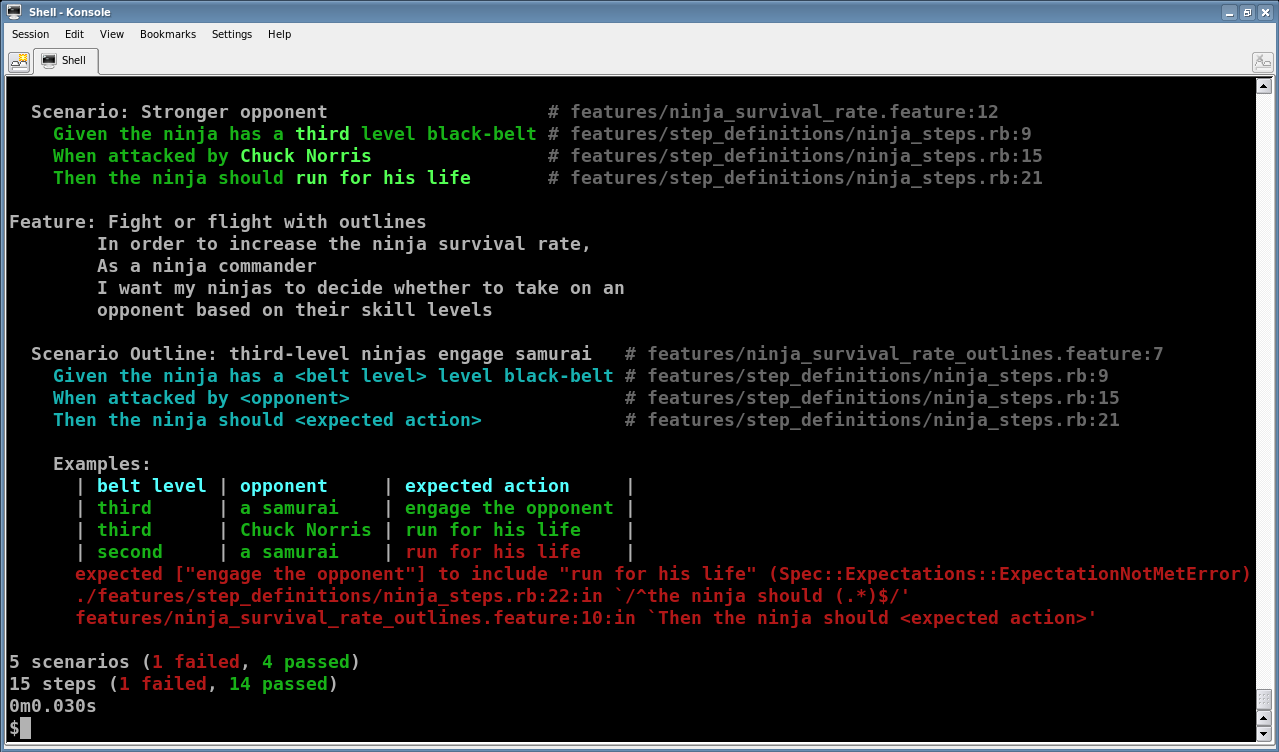 Shell - Konsole
Session Edit View Bookmarks Settings Help
Shell
Scenario: Stronger opponent # features/ninja_survival_rate.feature:12
Given the ninja has a third level black-belt # features/step_definitions/ninja_steps.rb:9
When attacked by Chuck Norris # features/step_definitions/ninja_steps.rb:15
Then the ninja should run for his life # features/step_definitions/ninja_steps.rb:21
Feature: Fight or flight with outlines
In order to increase the ninja survival rate,
As a ninja commander
I want my ninjas to decide whether to take on an
opponent based on their skill levels
Scenario Outline: third-level ninjas engage samurai # features/ninja_survival_rate_outlines.feature:7
Given the ninja has a <belt level> level black-belt # features/step_definitions/ninja_steps.rb:9
When attacked by <opponent> # features/step_definitions/ninja_steps.rb:15
Then the ninja should <expected action> # features/step_definitions/ninja_steps.rb:21
Examples:
| belt level | opponent | expected action |
| third | a samurai | engage the opponent |
| third | Chuck Norris | run for his life |
| second | a samurai | run for his life |
expected ["engage the opponent"] to include "run for his life" (Spec::Expectations::ExpectationNotMetError)
./features/step_definitions/ninja_steps.rb:22:in `/^the ninja should (.*)$/'
features/ninja_survival_rate_outlines.feature:10:in `Then the ninja should <expected action>'
5 scenarios (1 failed, 4 passed)
15 steps (1 failed, 14 passed)
0m0.030s
$